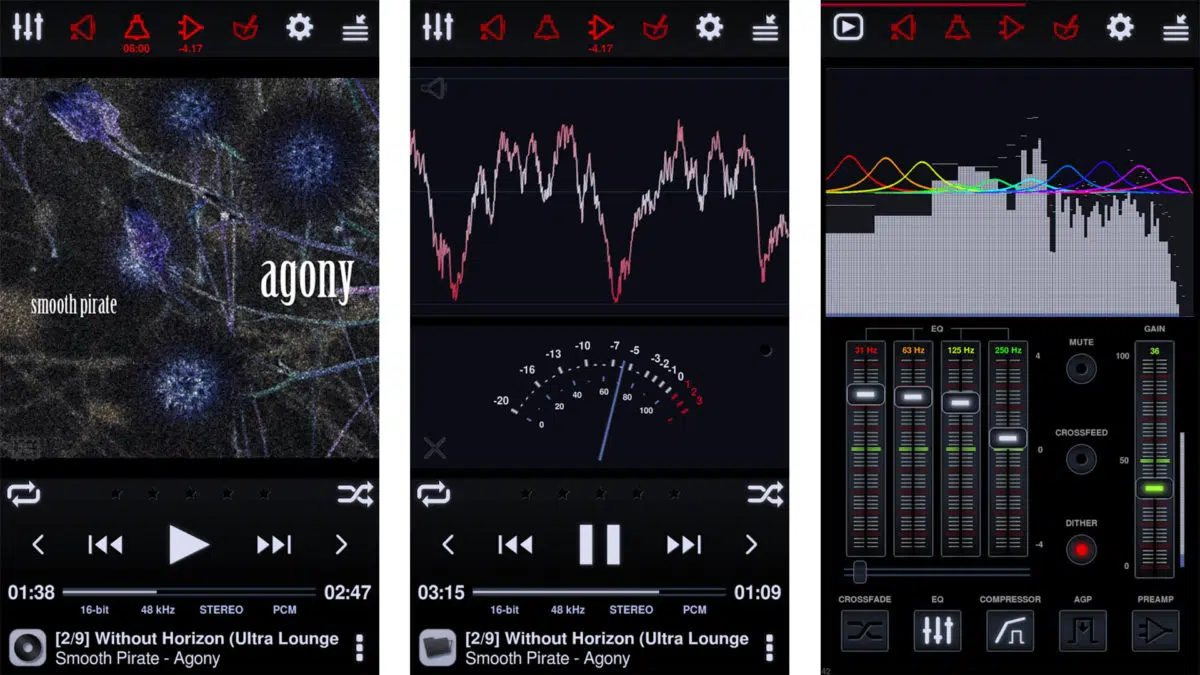 06:00
-4.17
agony
smooth pirate
01:38
02:47
16-bit
48 kHz
STEREO
PCM
[2/9] Without Horizon (Ultra Lounge
Smooth Pirate - Agony
-4.17
-20
-16
-13
-10
-7
-5
-3
-2
-1
0
1
2
3
0
20
40
60
80
100
03:15
01:09
16-bit
48 kHz
STEREO
PCM
[2/9] Without Horizon (Ultra Lounge
Smooth Pirate - Agony
EQ
GAIN
31 Hz
63 Hz
125 Hz
250 Hz
4
0
-4
MUTE
CROSSFEED
DITHER
100
36
50
0
CROSSFADE
EQ
COMPRESSOR
AGP
PREAMP
42